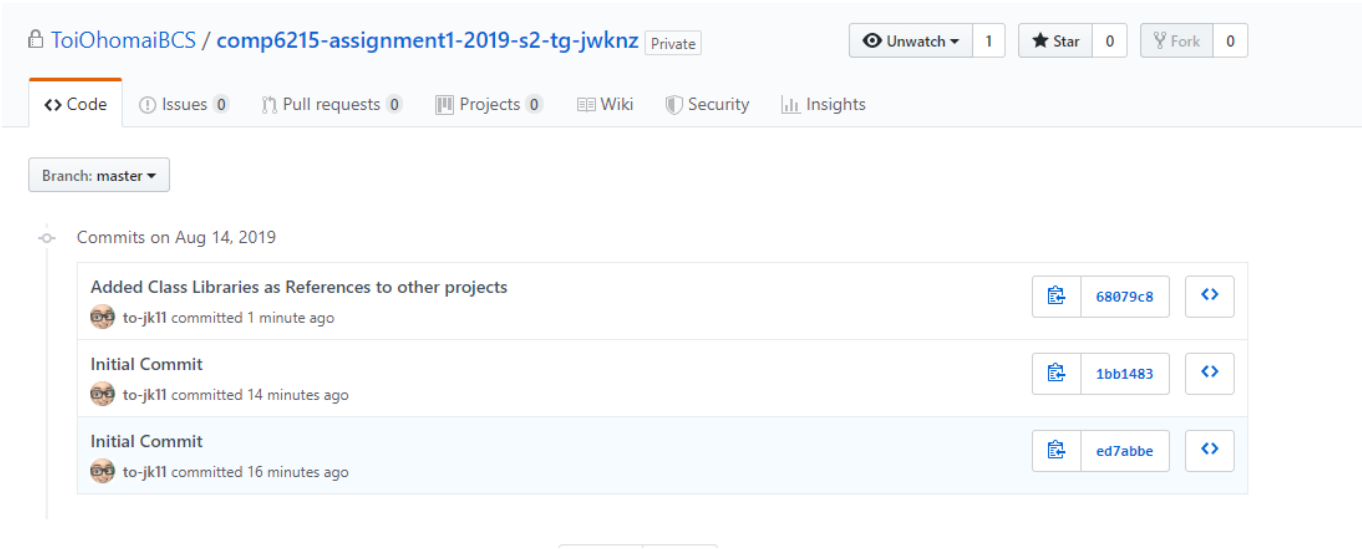 ToiOhomaiBCS / comp6215-assignment1-2019-s2-tg-jwknz Private Unwatch 1 Star 0 Fork 0
Code Issues 0 Pull requests 0 Projects 0 Wiki Security Insights
Branch: master
Commits on Aug 14, 2019
Added Class Libraries as References to other projects
68079c8
to-jk11 committed 1 minute ago
Initial Commit
1bb1483
to-jk11 committed 14 minutes ago
Initial Commit
ed7abbe
to-jk11 committed 16 minutes ago